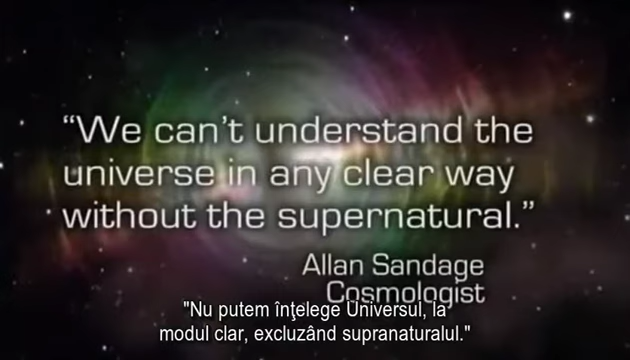 “We can’t understand the
universe in any clear way
without the supernatural.”
Allan Sandage
Cosmologist
"Nu putem înţelege Universul, la
modul clar, excluzând supranaturalul."